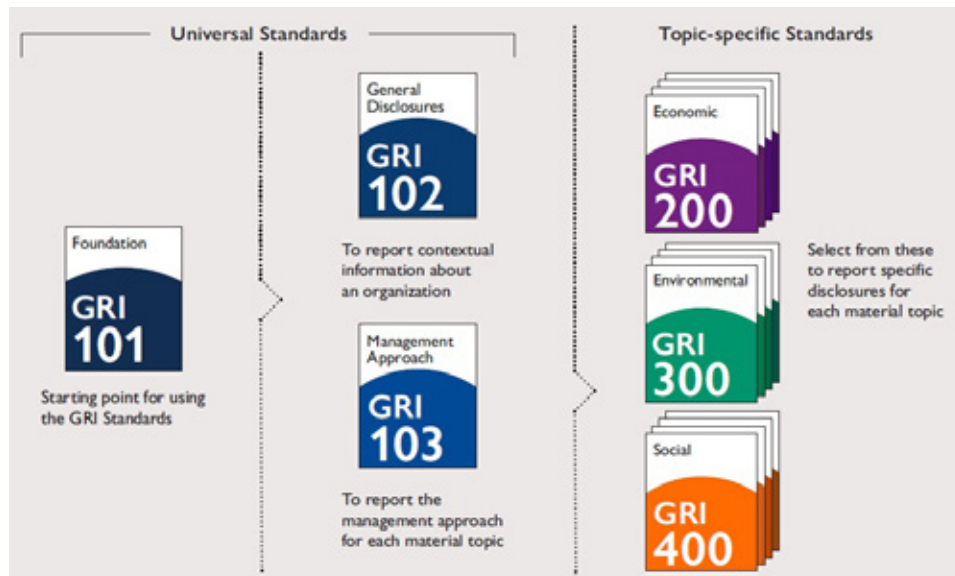 Universal Standards
Foundation
GRI
101
Starting point for using
the GRI Standards
General
Disclosures
GRI
102
To report contextual
information about
an organization
Management
Approach
GRI
103
To report the
management approach
for each material topic
Topic-specific Standards
Economic
GRI
200
Environmental
GRI
300
Social
GRI
400
Select from these
to report specific
disclosures for
each material topic